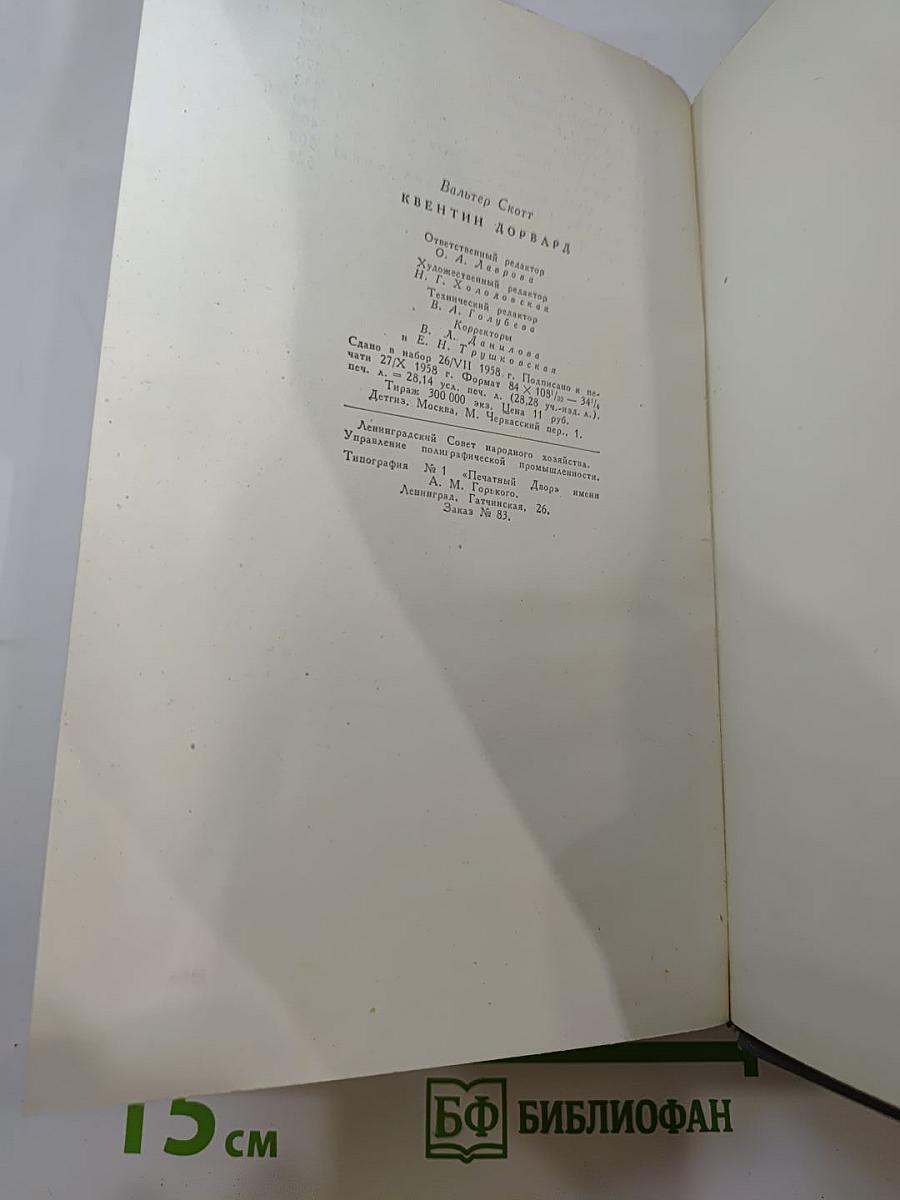 Вальтер Скотт
КВЕНТИН ДОРВАРД
Ответственный редактор
О. А. Лаврова
Художественный редактор
Н. Г. Холодовская
Технический редактор
В. А. Голубева
Корректоры
В. Л. Данилова
и Е. Н. Трушковская
Сдано в набор 26/VII 1958 г. Подписано к пе-
чати 27/X 1958 г. Формат 84 × 108¹/₃₂ — 34¹/₄
печ. л. = 28,14 усл. печ. л. (28,28 уч.-изд. л.).
Тираж 300 000 экз. Цена 11 руб.
Детгиз. Москва, М. Черкасский пер., 1.
Ленинградский Совет народного хозяйства.
Управление полиграфической промышленности.
Типография № 1 «Печатный Двор» имени
А. М. Горького.
Ленинград, Гатчинская, 26.
Заказ № 83.
15 см
БФ БИБЛИОФАН